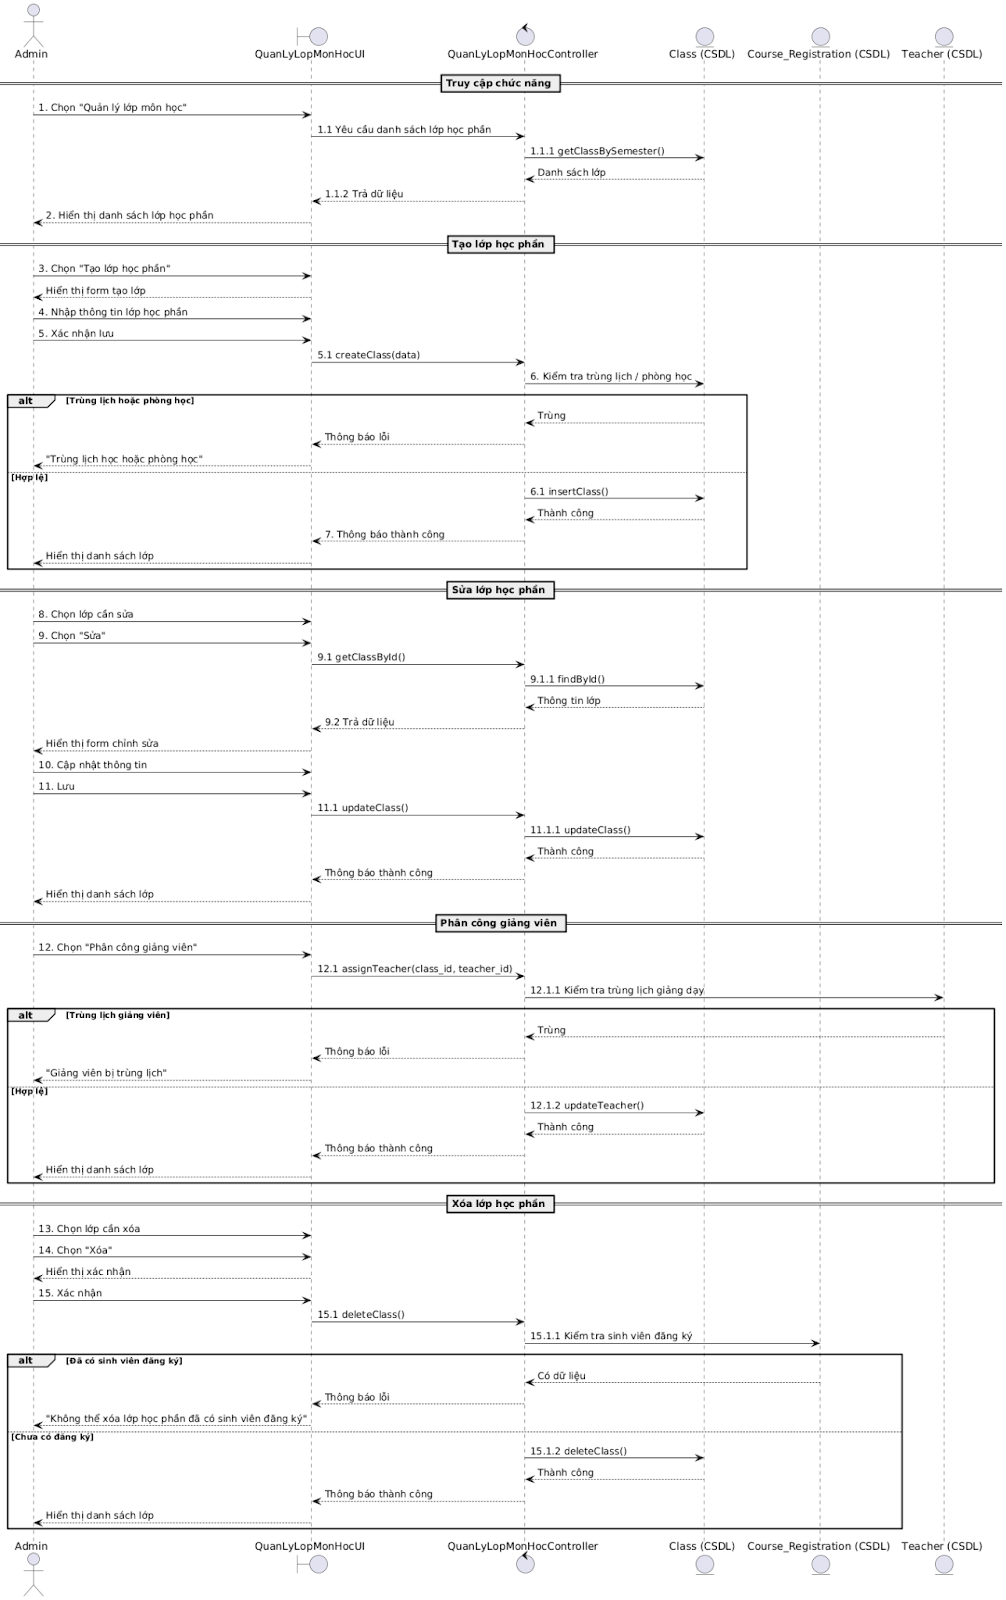 Admin
QuanLyLopMonHocUI
QuanLyLopMonHocController
Class (CSDL)
Course_Registration (CSDL)
Teacher (CSDL)
Truy cập chức năng
1. Chọn "Quản lý lớp môn học"
1.1 Yêu cầu danh sách lớp học phần
1.1.1 getClassBySemester()
Danh sách lớp
1.1.2 Trả dữ liệu
2. Hiển thị danh sách lớp học phần
Tạo lớp học phần
3. Chọn "Tạo lớp học phần"
Hiển thị form tạo lớp
4. Nhập thông tin lớp học phần
5. Xác nhận lưu
5.1 createClass(data)
6. Kiểm tra trùng lịch / phòng học
alt [Trùng lịch hoặc phòng học]
Trùng
Thông báo lỗi
"Trùng lịch học hoặc phòng học"
[Hợp lệ]
6.1 insertClass()
Thành công
7. Thông báo thành công
Hiển thị danh sách lớp
Sửa lớp học phần
8. Chọn lớp cần sửa
9. Chọn "Sửa"
9.1 getClassById()
9.1.1 findById()
Thông tin lớp
9.2 Trả dữ liệu
Hiển thị form chỉnh sửa
10. Cập nhật thông tin
11. Lưu
11.1 updateClass()
11.1.1 updateClass()
Thành công
Thông báo thành công
Hiển thị danh sách lớp
Phân công giảng viên
12. Chọn "Phân công giảng viên"
12.1 assignTeacher(class_id, teacher_id)
12.1.1 Kiểm tra trùng lịch giảng dạy
alt [Trùng lịch giảng viên]
Trùng
Thông báo lỗi
"Giảng viên bị trùng lịch"
[Hợp lệ]
12.1.2 updateTeacher()
Thành công
Thông báo thành công
Hiển thị danh sách lớp
Xóa lớp học phần
13. Chọn lớp cần xóa
14. Chọn "Xóa"
Hiển thị xác nhận
15. Xác nhận
15.1 deleteClass()
15.1.1 Kiểm tra sinh viên đăng ký
alt [Đã có sinh viên đăng ký]
Có dữ liệu
Thông báo lỗi
"Không thể xóa lớp học phần đã có sinh viên đăng ký"
[Chưa có đăng ký]
15.1.2 deleteClass()
Thành công
Thông báo thành công
Hiển thị danh sách lớp
Admin
QuanLyLopMonHocUI
QuanLyLopMonHocController
Class (CSDL)
Course_Registration (CSDL)
Teacher (CSDL)